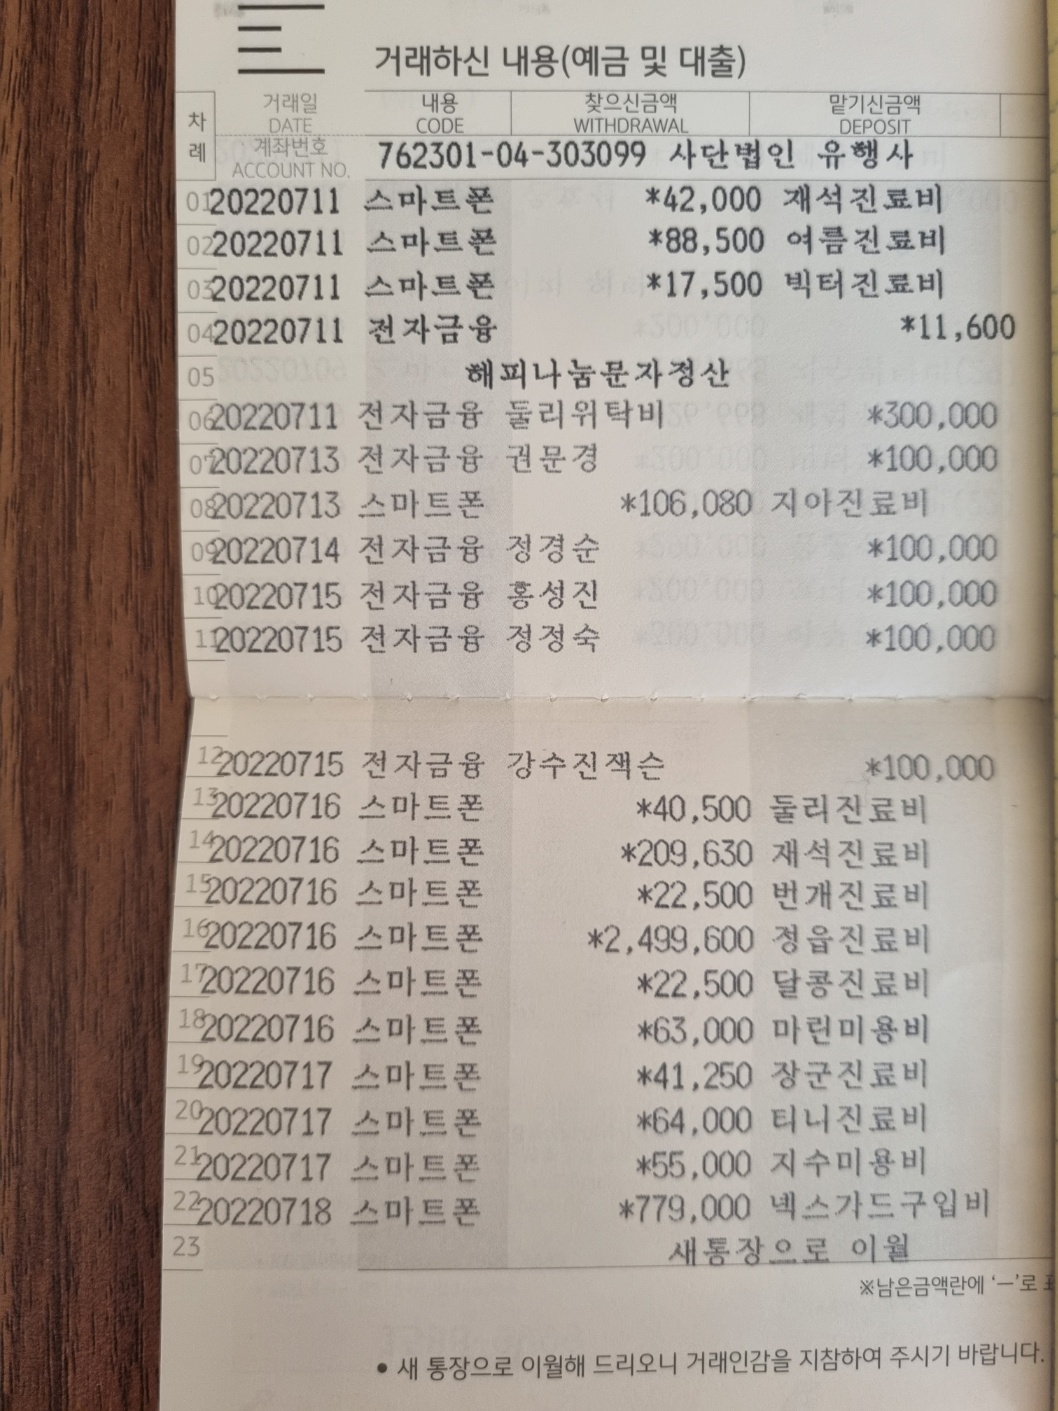 거래하신 내용(예금 및 대출)
차례 거래일 DATE 내용 CODE 찾으신금액 WITHDRAWAL 맡기신금액 DEPOSIT
계좌번호 ACCOUNT NO. 762301-04-303099 사단법인 유행사
01 20220711 스마트폰 *42,000 재석진료비
02 20220711 스마트폰 *88,500 여름진료비
03 20220711 스마트폰 *17,500 빅터진료비
04 20220711 전자금융 *11,600
05 해피나눔문자정산
06 20220711 전자금융 둘리위탁비 *300,000
07 20220713 전자금융 권문경 *100,000
08 20220713 스마트폰 *106,080 지아진료비
09 20220714 전자금융 정경순 *100,000
10 20220715 전자금융 홍성진 *100,000
11 20220715 전자금융 정정숙 *100,000
12 20220715 전자금융 강수진잭슨 *100,000
13 20220716 스마트폰 *40,500 둘리진료비
14 20220716 스마트폰 *209,630 재석진료비
15 20220716 스마트폰 *22,500 번개진료비
16 20220716 스마트폰 *2,499,600 정읍진료비
17 20220716 스마트폰 *22,500 달콩진료비
18 20220716 스마트폰 *63,000 마린미용비
19 20220717 스마트폰 *41,250 장군진료비
20 20220717 스마트폰 *64,000 티니진료비
21 20220717 스마트폰 *55,000 지수미용비
22 20220718 스마트폰 *779,000 넥스가드구입비
23 새통장으로 이월
※남은금액란에 ‘-’로
• 새 통장으로 이월해 드리오니 거래인감을 지참하여 주시기 바랍니다.